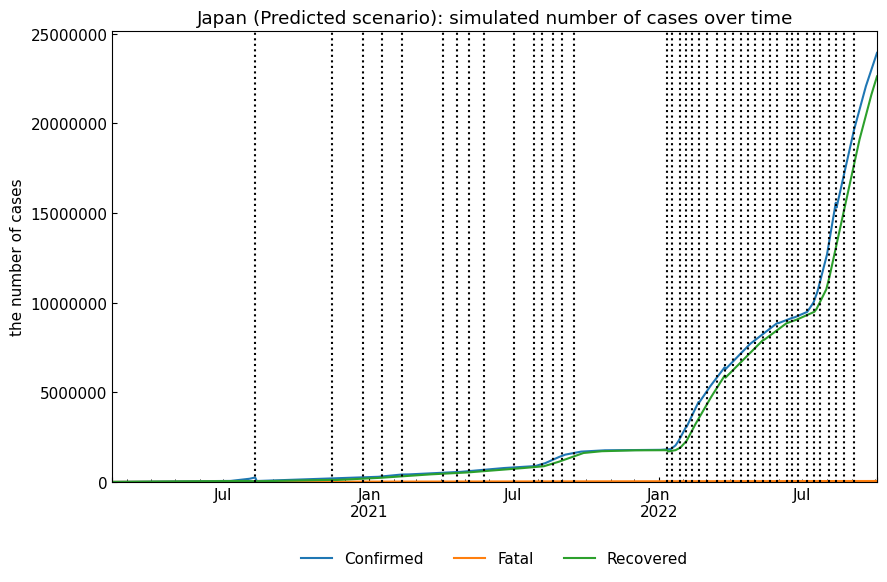 Japan (Predicted scenario): simulated number of cases over time
the number of cases
25000000
20000000
15000000
10000000
5000000
0
Jul
Jan
2021
Jul
Jan
2022
Jul
Confirmed
Fatal
Recovered